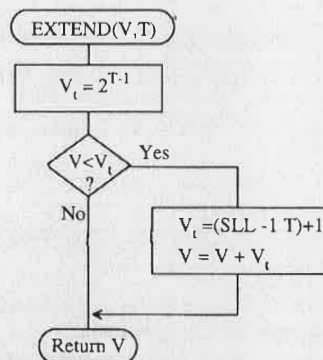 EXTEND(V,T)
Vₜ = 2ᵀ⁻¹
V<Vₜ
?
Yes
No
Vₜ =(SLL -1 T)+1
V = V + Vₜ
Return V